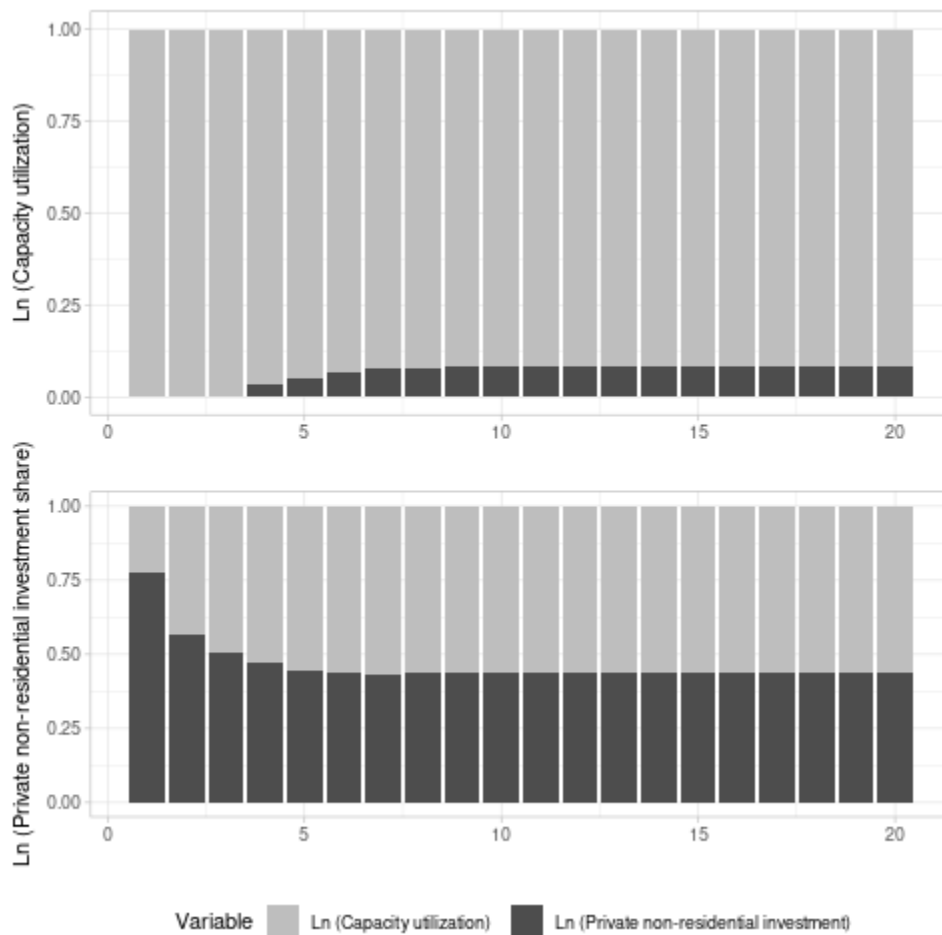 Ln (Capacity utilization)
1.00
0.75
0.50
0.25
0.00
0 5 10 15 20
Ln (Private non-residential investment share)
1.00
0.75
0.50
0.25
0.00
0 5 10 15 20
Variable Ln (Capacity utilization) Ln (Private non-residential investment)